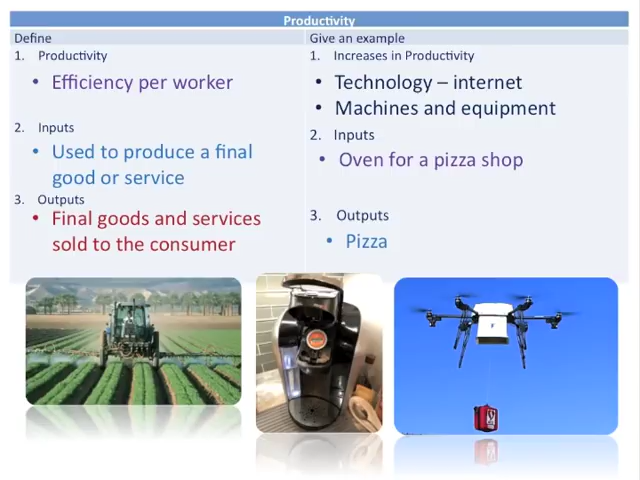 Productivity
Define
Give an example
1. Productivity
• Efficiency per worker
2. Inputs
• Used to produce a final
good or service
3. Outputs
• Final goods and services
sold to the consumer
1. Increases in Productivity
• Technology – internet
• Machines and equipment
2. Inputs
• Oven for a pizza shop
3. Outputs
• Pizza